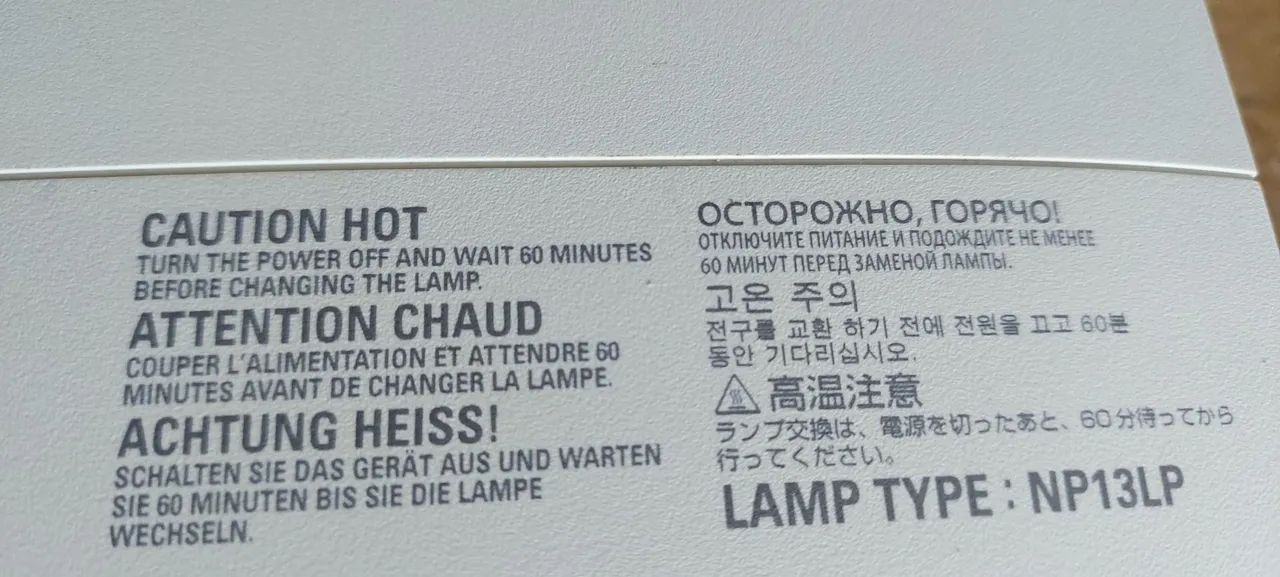 CAUTION HOT
TURN THE POWER OFF AND WAIT 60 MINUTES
BEFORE CHANGING THE LAMP.
ATTENTION CHAUD
COUPER L'ALIMENTATION ET ATTENDRE 60
MINUTES AVANT DE CHANGER LA LAMPE.
ACHTUNG HEISS!
SCHALTEN SIE DAS GERÄT AUS UND WARTEN
SIE 60 MINUTEN BIS SIE DIE LAMPE
WECHSELN.
ОСТОРОЖНО, ГОРЯЧО!
ОТКЛЮЧИТЕ ПИТАНИЕ И ПОДОЖДИТЕ НЕ МЕНЕЕ
60 МИНУТ ПЕРЕД ЗАМЕНОЙ ЛАМПЫ.
고온 주의
전구를 교환 하기 전에 전원을 끄고 60분
동안 기다리십시오.
高温注意
ランプ交換は、電源を切ったあと、60分待ってから
行ってください。
LAMP TYPE : NP13LP